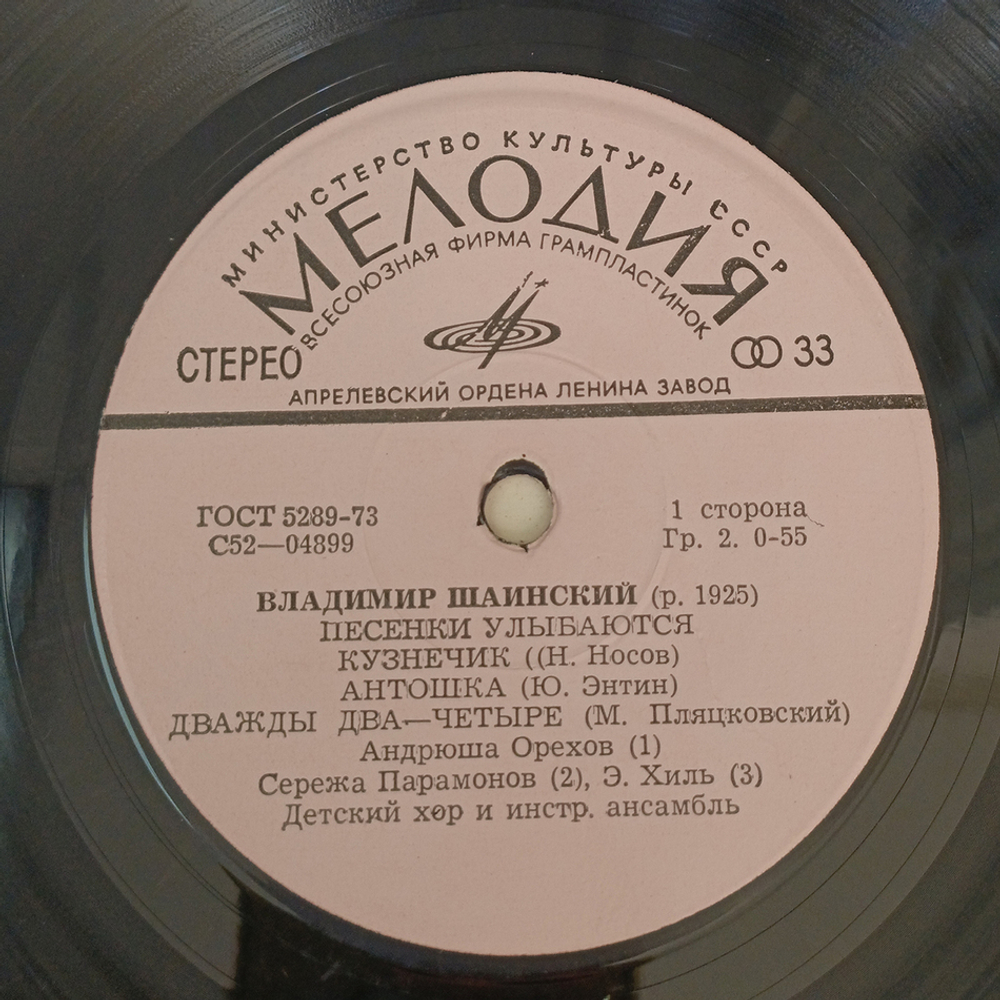 МИНИСТЕРСТВО КУЛЬТУРЫ СССР
МЕЛОДИЯ
ВСЕСОЮЗНАЯ ФИРМА ГРАМПЛАСТИНОК
СТЕРЕО
33
АПРЕЛЕВСКИЙ ОРДЕНА ЛЕНИНА ЗАВОД
ГОСТ 5289-73
С52—04899
1 сторона
Гр. 2. 0-55
ВЛАДИМИР ШАИНСКИЙ (р. 1925)
ПЕСЕНКИ УЛЫБАЮТСЯ
КУЗНЕЧИК ((Н. Носов)
АНТОШКА (Ю. Энтин)
ДВАЖДЫ ДВА—ЧЕТЫРЕ (М. Пляцковский)
Андрюша Орехов (1)
Сережа Парамонов (2), Э. Хиль (3)
Детский хор и инстр. ансамбль